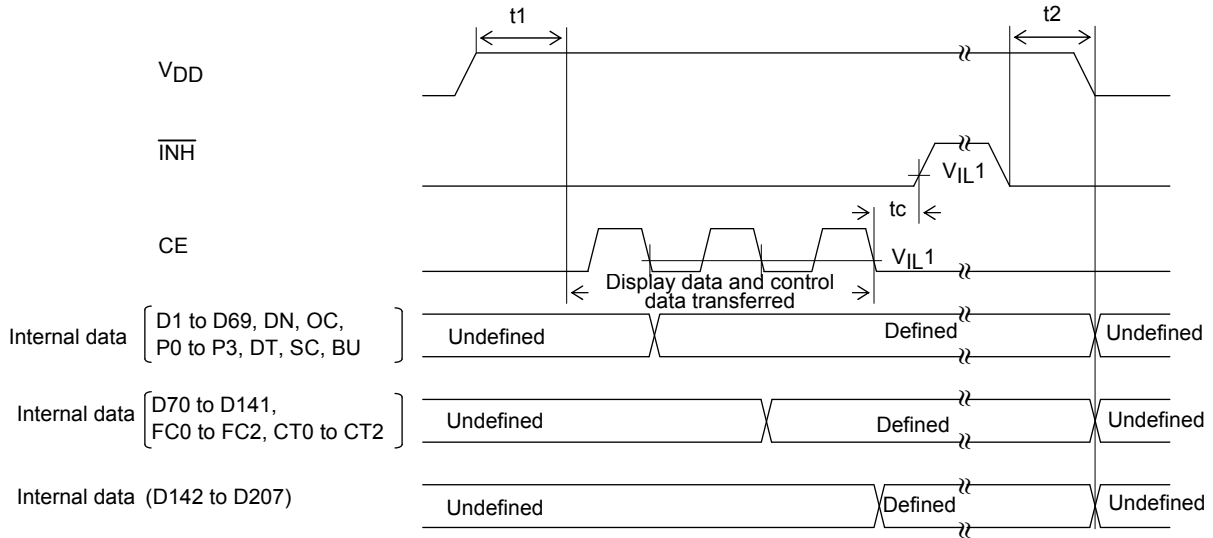 t1
t2
VDD
INH
VIL1
tc
CE
VIL1
Display data and control
data transferred
Internal data
D1 to D69, DN, OC,
P0 to P3, DT, SC, BU
Undefined
Defined
Undefined
Internal data
D70 to D141,
FC0 to FC2, CT0 to CT2
Undefined
Defined
Undefined
Internal data (D142 to D207)
Undefined
Defined
Undefined